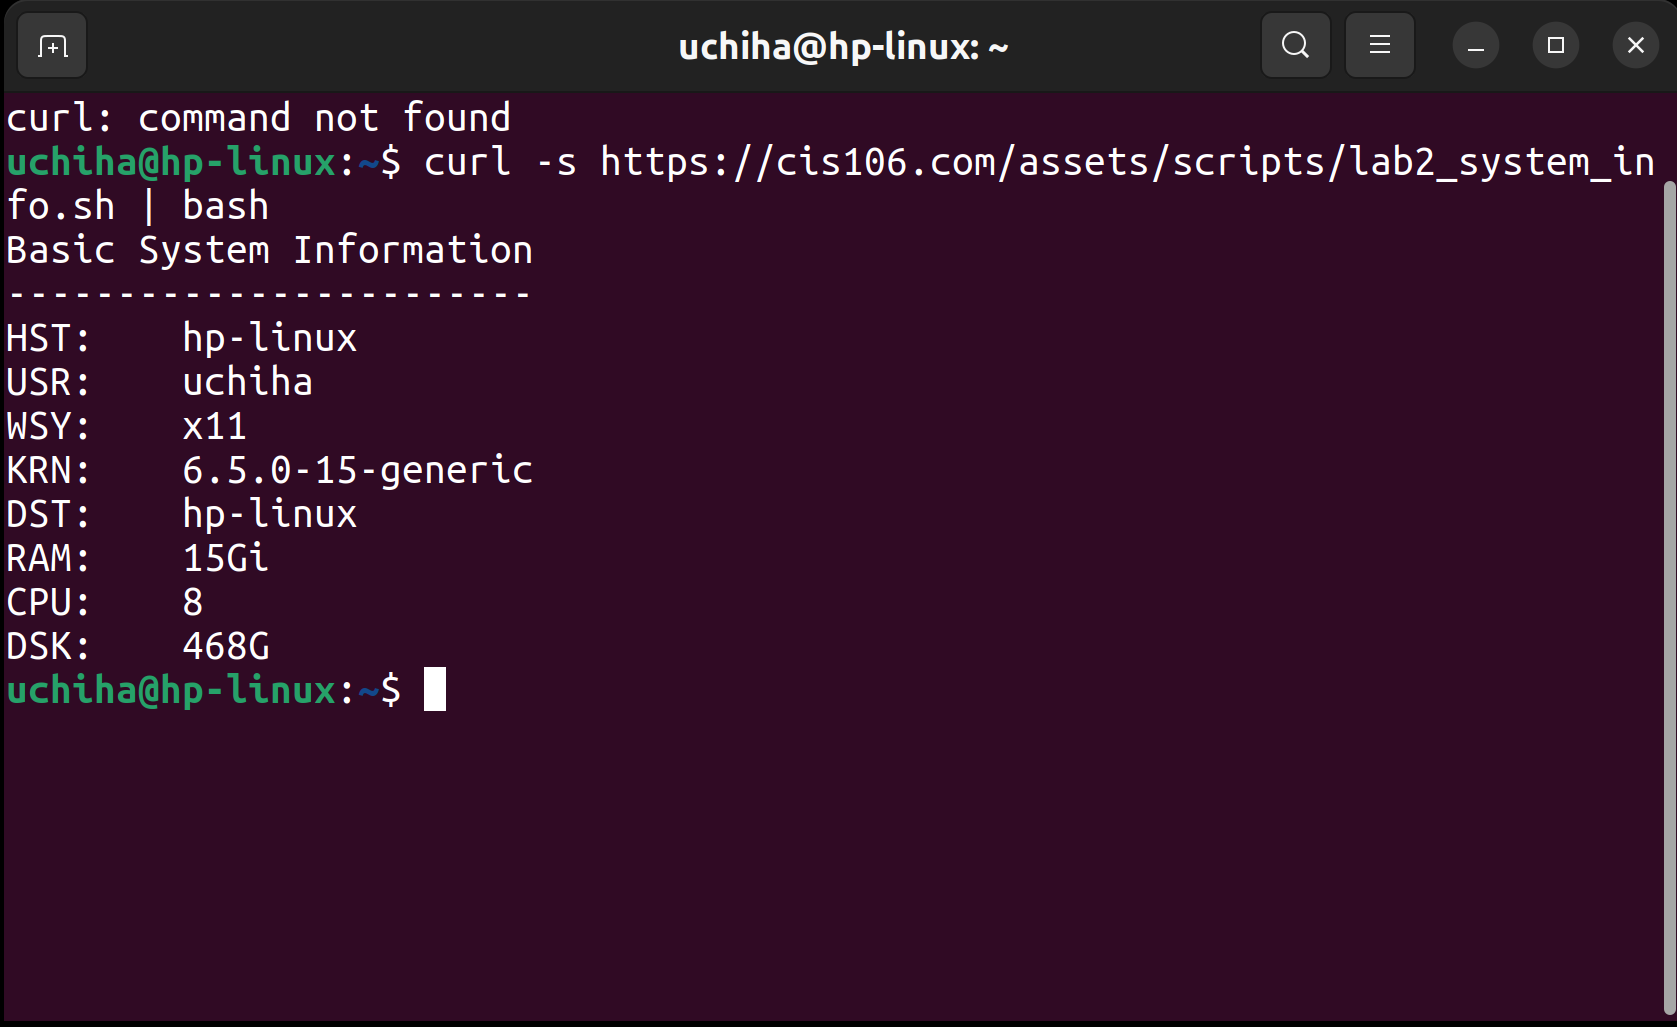 uchiha@hp-linux: ~
curl: command not found
uchiha@hp-linux:~$ curl -s https://cis106.com/assets/scripts/lab2_system_in
fo.sh | bash
Basic System Information
------------------------
HST:    hp-linux
USR:    uchiha
WSY:    x11
KRN:    6.5.0-15-generic
DST:    hp-linux
RAM:    15Gi
CPU:    8
DSK:    468G
uchiha@hp-linux:~$